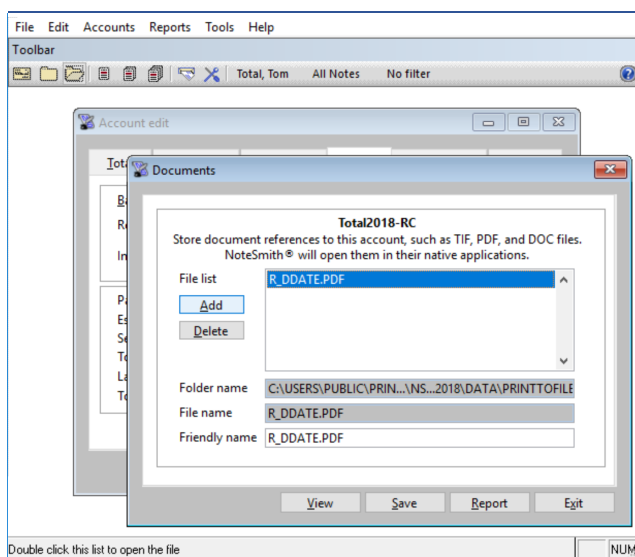 File Edit Accounts Reports Tools Help
Toolbar
Total, Tom All Notes No filter
Account edit
Documents
Total2018-RC
Store document references to this account, such as TIF, PDF, and DOC files.
NoteSmith® will open them in their native applications.
File list
R_DDATE.PDF
Add
Delete
Folder name C:\USERS\PUBLIC\PRIN...\NS...2018\DATA\PRINTTOFILE
File name R_DDATE.PDF
Friendly name R_DDATE.PDF
View Save Report Exit
Double click this list to open the file
NUM